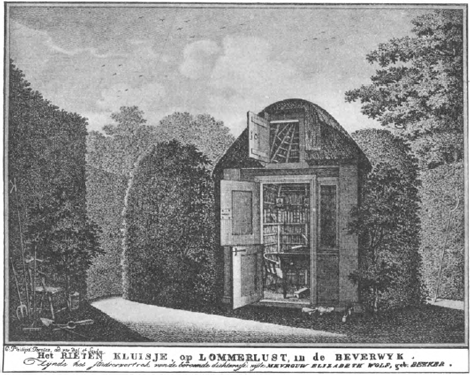 Het RIETEN KLUISJE, op LOMMERLUST, in de BEVERWYK.
Zynde het studeervertrek van de beroemde dichteresse MEVROUW ELIZABETH WOLF, geb. BEKKER.